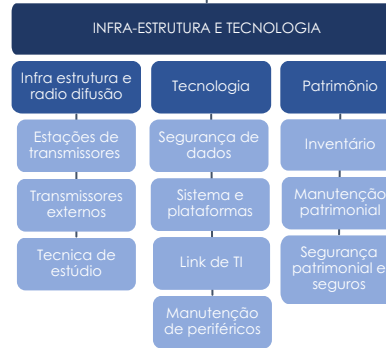 INFRA-ESTRUTURA E TECNOLOGIA
Infra estrutura e
radio difusão
Estações de
transmissores
Transmissores
externos
Tecnica de
estúdio
Tecnologia
Segurança de
dados
Sistema e
plataformas
Link de TI
Manutenção
de periféricos
Patrimônio
Inventário
Manutenção
patrimonial
Segurança
patrimonial e
seguros